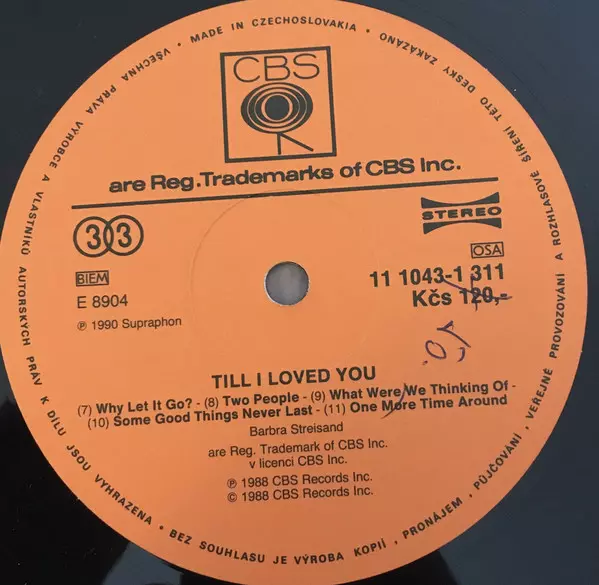 • MADE IN CZECHOSLOVAKIA •
VŠECHNA PRÁVA VÝROBCE A VLASTNÍKŮ AUTORSKÝCH PRÁV K DÍLU JSOU VYHRAZENA • BEZ SOUHLASU JE VÝROBA KOPIÍ, PRONÁJEM, PŮJČOVÁNÍ, VEŘEJNÉ PROVOZOVÁNÍ A ROZHLASOVÉ ŠÍŘENÍ TÉTO DESKY ZAKÁZÁNO
CBS
are Reg.Trademarks of CBS Inc.
33
STEREO
BIEM
OSA
E 8904
11 1043-1 311
Kčs 120,-
℗ 1990 Supraphon
TILL I LOVED YOU
(7) Why Let It Go? - (8) Two People - (9) What Were We Thinking Of -
(10) Some Good Things Never Last - (11) One More Time Around
Barbra Streisand
are Reg. Trademark of CBS Inc.
v licenci CBS Inc.
℗ 1988 CBS Records Inc.
© 1988 CBS Records Inc.